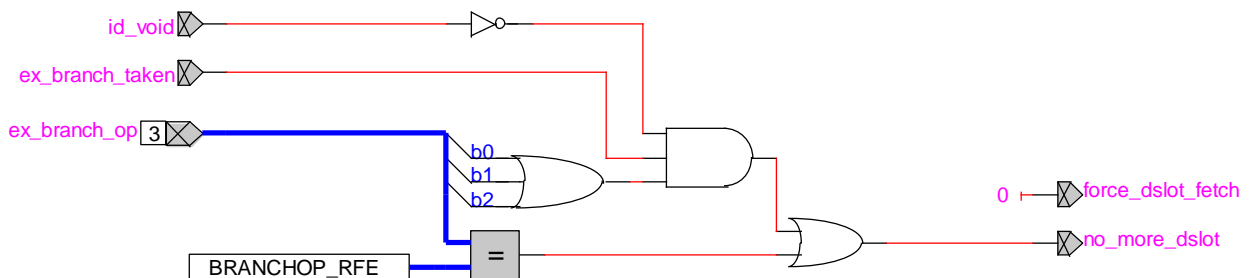 id_void
ex_branch_taken
ex_branch_op 3
b0
b1
b2
0 force_dslot_fetch
no_more_dslot
=
BRANCHOP_RFE